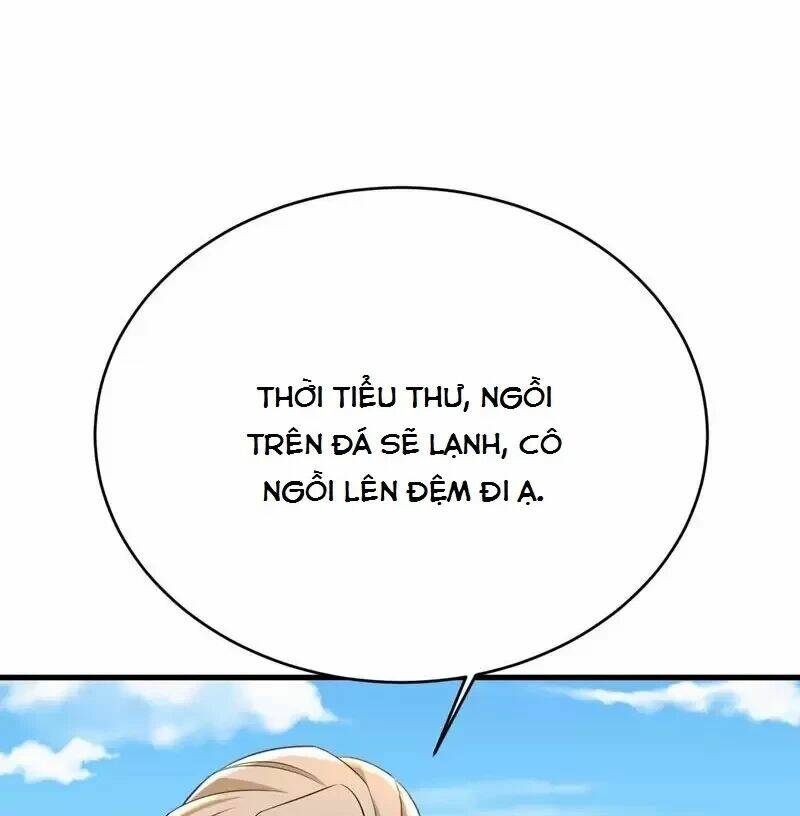 THỜI TIỂU THƯ, NGỒI
TRÊN ĐÁ SẼ LẠNH, CÔ
NGỒI LÊN ĐỆM ĐI Ạ.